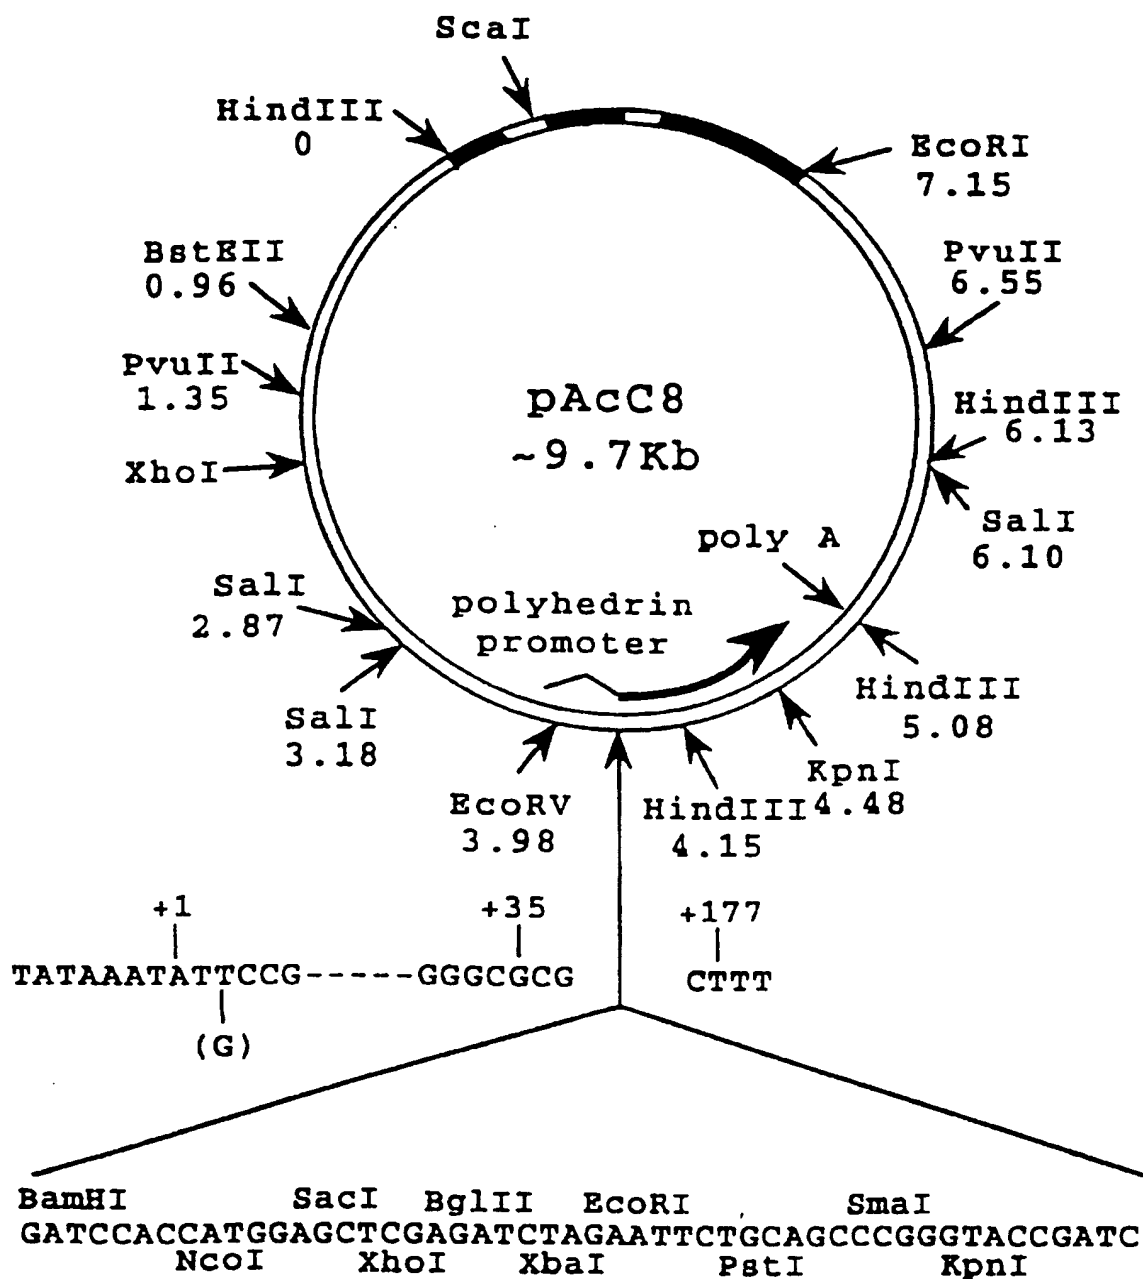 ScaI
HindIII
0
EcoRI
7.15
BstEII
0.96
PvuII
6.55
PvuII
1.35
pAcC8
~9.7Kb
HindIII
6.13
XhoI
SalI
6.10
poly A
SalI
2.87
polyhedrin
promoter
HindIII
5.08
SalI
3.18
KpnI
4.48
EcoRV
3.98
HindIII
4.15
+1
+35
+177
TATAAATATTCCG-----GGGCGCG
CTTT
(G)
BamHI SacI BglII EcoRI SmaI
GATCCACCATGGAGCTCGAGATCTAGAATTCTGCAGCCCGGGTACCGATC
NcoI XhoI XbaI PstI KpnI